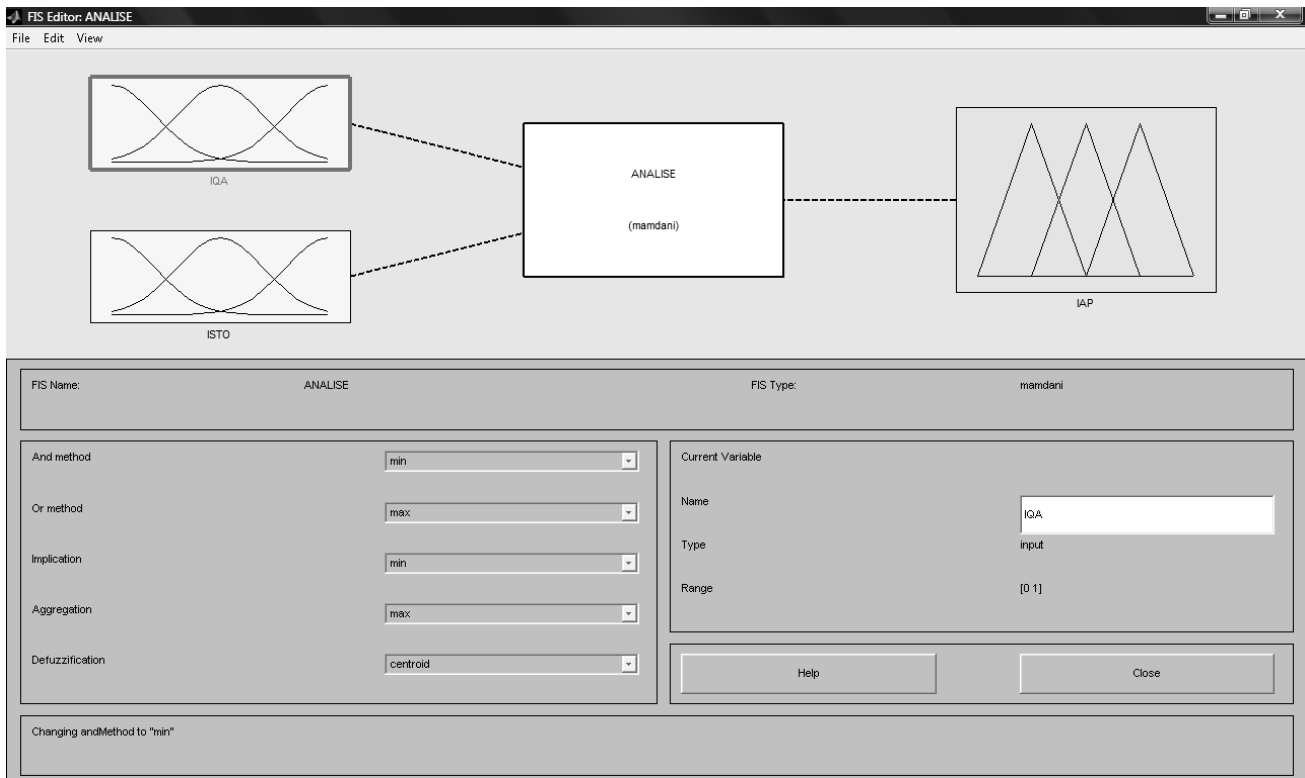 FIS Editor: ANALISE
File Edit View
IQA
ISTO
ANALISE
(mamdani)
IAP
FIS Name: ANALISE FIS Type: mamdani
And method min
Or method max
Implication min
Aggregation max
Defuzzification centroid
Current Variable
Name IQA
Type input
Range [0 1]
Help Close
Changing andMethod to "min"